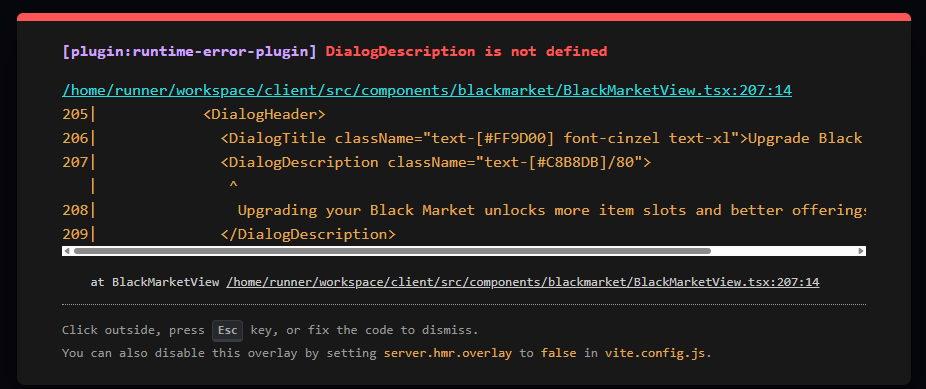 [plugin:runtime-error-plugin] DialogDescription is not defined
/home/runner/workspace/client/src/components/blackmarket/BlackMarketView.tsx:207:14
205|            <DialogHeader>
206|              <DialogTitle className="text-[#FF9D00] font-cinzel text-xl">Upgrade Black
207|              <DialogDescription className="text-[#C8B8DB]/80">
   |               ^
208|                Upgrading your Black Market unlocks more item slots and better offerings
209|              </DialogDescription>
at BlackMarketView /home/runner/workspace/client/src/components/blackmarket/BlackMarketView.tsx:207:14
Click outside, press Esc key, or fix the code to dismiss.
You can also disable this overlay by setting server.hmr.overlay to false in vite.config.js.